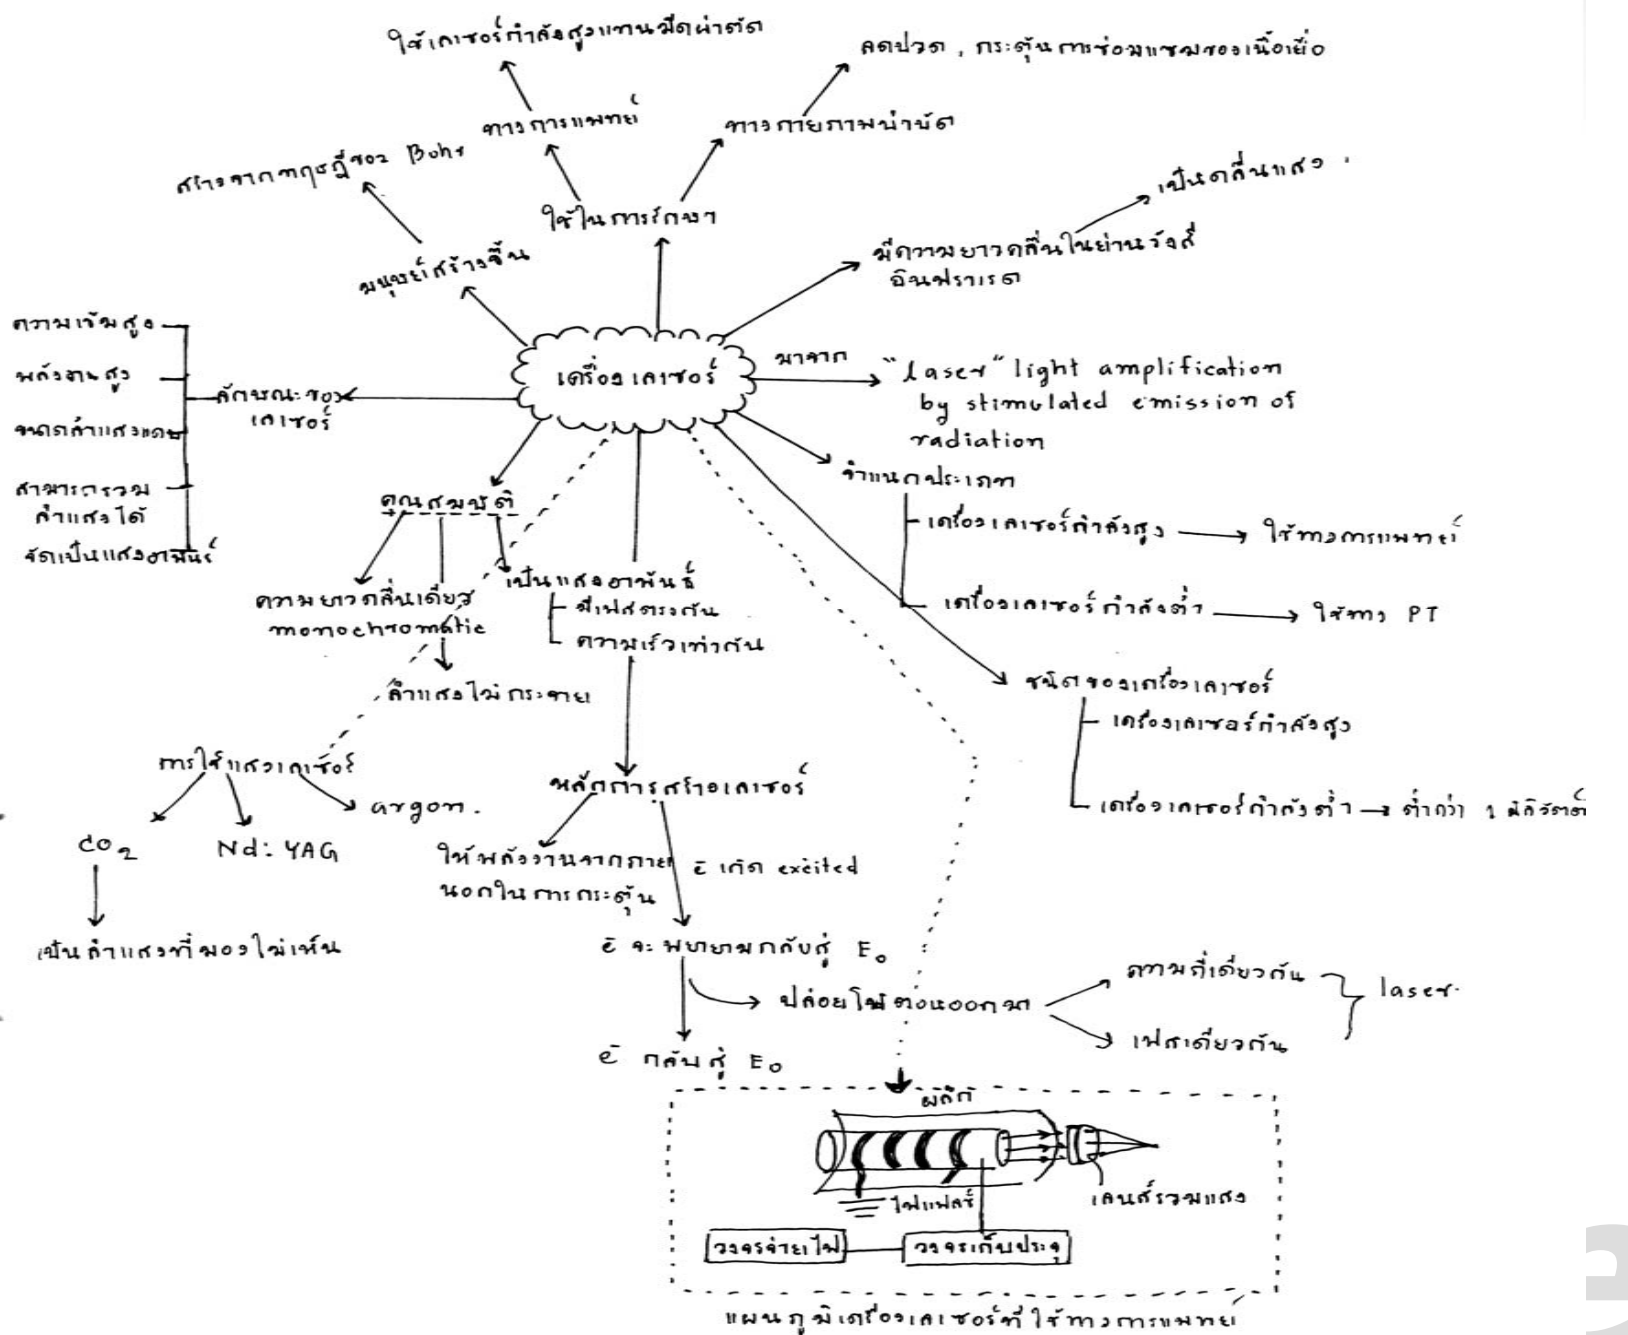 ใช้เลเซอร์กำลังสูงแทนมีดผ่าตัด
ลดปวด , กระตุ้นการซ่อมแซมของเนื้อเยื่อ
ทางการแพทย์
ทางกายภาพบำบัด
สร้างจากทฤษฎีของ Bohr
เป็นคลื่นแสง .
ใช้ในการรักษา
มนุษย์สร้างขึ้น
มีความยาวคลื่นในย่านรังสี
อินฟราเรด
ความเข้มสูง
พลังงานสูง
ขนาดลำแสงแคบ
สามารถรวม
ลำแสงได้
จัดเป็นแสงอาพันธ์
ลักษณะของ
เลเซอร์
เครื่องเลเซอร์
มาจาก
"laser" light amplification
by stimulated emission of
radiation
จำแนกประเภท
เครื่องเลเซอร์กำลังสูง
ใช้ทางการแพทย์
เครื่องเลเซอร์กำลังต่ำ
ใช้ทาง PT
คุณสมบัติ
ความยาวคลื่นเดียว
monochromatic
เป็นแสงอาพันธ์
มีเฟสตรงกัน
ความเร็วเท่ากัน
ลำแสงไม่กระจาย
ชนิดของเครื่องเลเซอร์
เครื่องเลเซอร์กำลังสูง
เครื่องเลเซอร์กำลังต่ำ → ต่ำกว่า 1 มิลิวัตต์
การใช้แสงเลเซอร์
CO2
Nd: YAG
argon.
เป็นลำแสงที่มองไม่เห็น
หลักการสร้างเลเซอร์
ให้พลังงานจากภาย
นอกในการกระตุ้น
ē เกิด excited
ē จะพยายามกลับสู่ E₀
ปล่อยโฟตอนออกมา
ความถี่เดียวกัน
เฟสเดียวกัน
laser.
ē กลับสู่ E₀
ผลึก
ไฟแฟลช์
เลนส์รวมแสง
วงจรจ่ายไฟ
วงจรเก็บประจุ
แผนภูมิเครื่องเลเซอร์ที่ใช้ทางการแพทย์